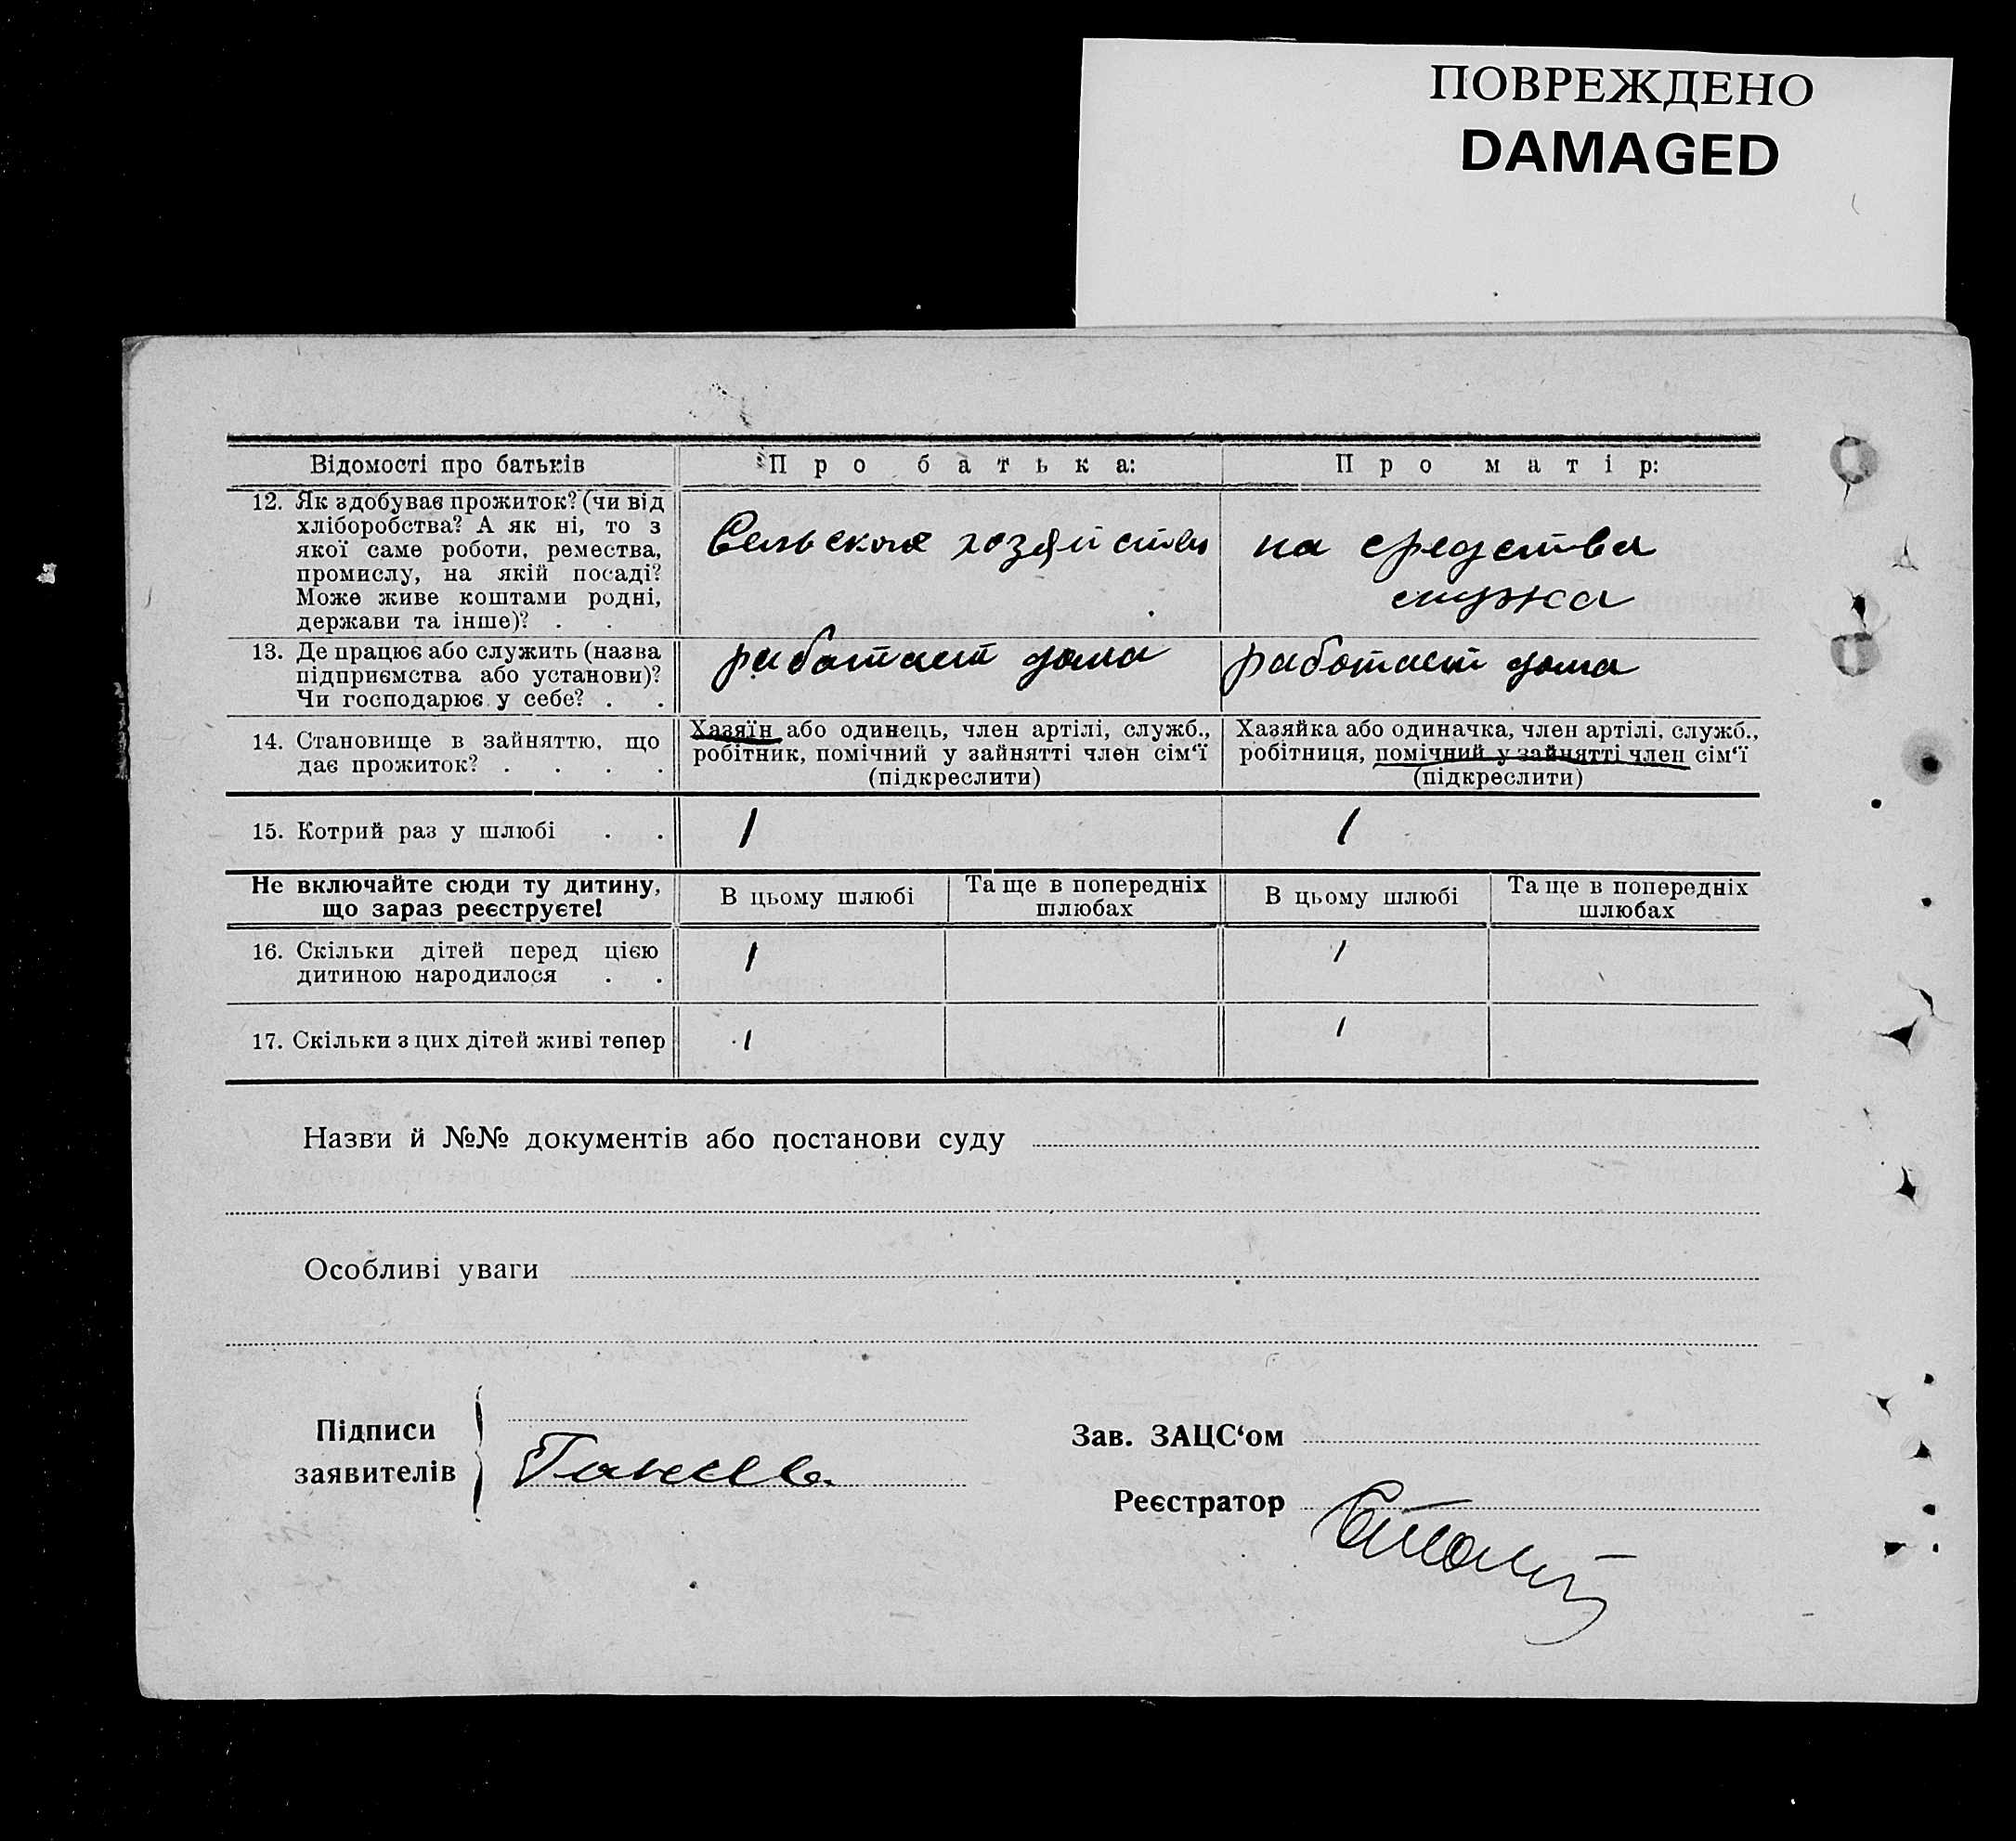 ПОВРЕЖДЕНО
DAMAGED
Відомості про батьків
Про батька:
Про матір:
12. Як здобуває прожиток? (чи від
хліборобства? А як ні, то з
якої саме роботи, ремества,
промислу, на якій посаді?
Може живе коштами родні,
держави та інше)? . .
Сельское хозяйство
на средства
мужа
13. Де працює або служить (назва
підприємства або установи)?
Чи господарює у себе? . .
работает дома
работает дома
14. Становище в зайняттю, що
дає прожиток? . . . .
Хазяїн або одинець, член артілі, служб.,
робітник, помічний у зайнятті член сім‘ї
(підкреслити)
Хазяйка або одиначка, член артілі, служб.,
робітниця, помічний у зайнятті член сім‘ї
(підкреслити)
15. Котрий раз у шлюбі . .
1
1
Не включайте сюди ту дитину,
що зараз реєструєте!
В цьому шлюбі
Та ще в попередніх
шлюбах
В цьому шлюбі
Та ще в попередніх
шлюбах
16. Скільки дітей перед цією
дитиною народилося . .
1
1
17. Скільки з цих дітей живі тепер
1
1
Назви й №№ документів або постанови суду
Особливі уваги
Підписи
заявителів
Зав. ЗАЦС‘ом
Реєстратор